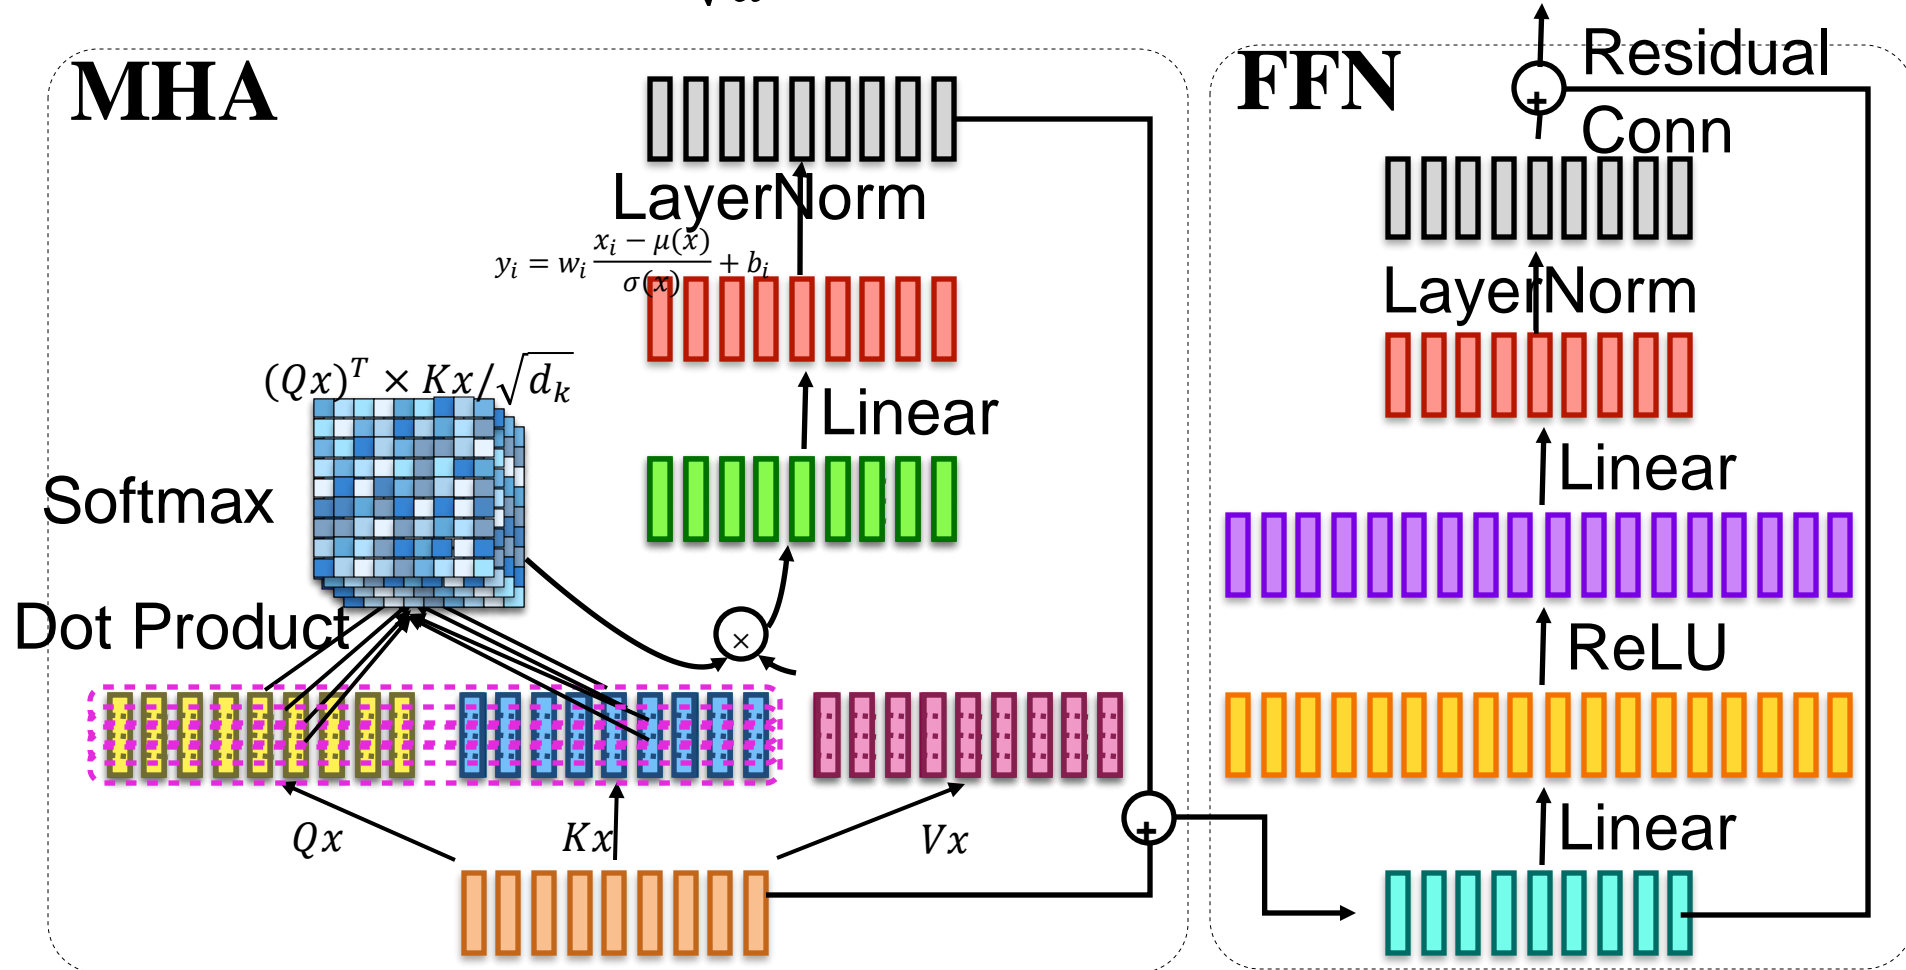 MHA
LayerNorm
y_i = w_i \frac{x_i - μ(x)}{σ(x)} + b_i
(Qx)^T × Kx/√d_k
Linear
Softmax
Dot Product
×
Qx
Kx
Vx
+
FFN
Residual
+
Conn
LayerNorm
Linear
ReLU
Linear